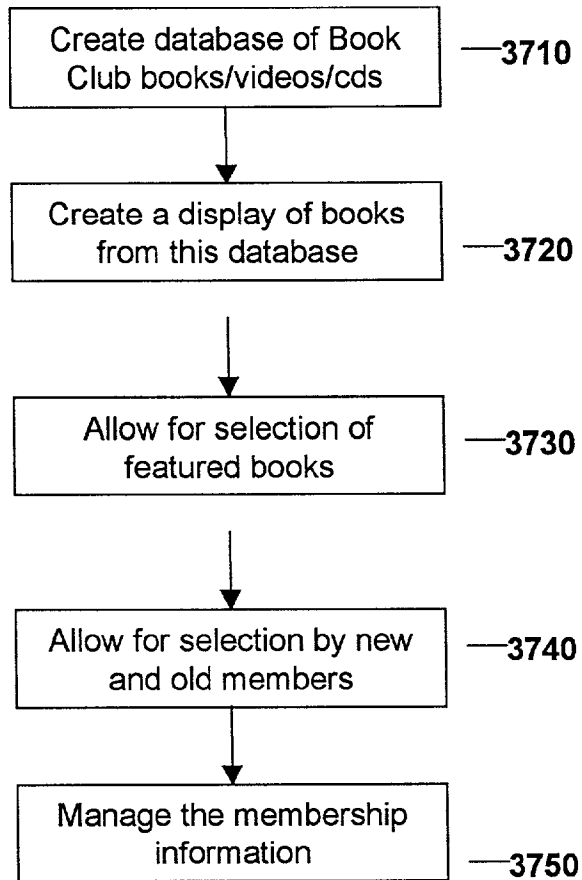 Create database of Book
Club books/videos/cds
3710
Create a display of books
from this database
3720
Allow for selection of
featured books
3730
Allow for selection by new
and old members
3740
Manage the membership
information
3750